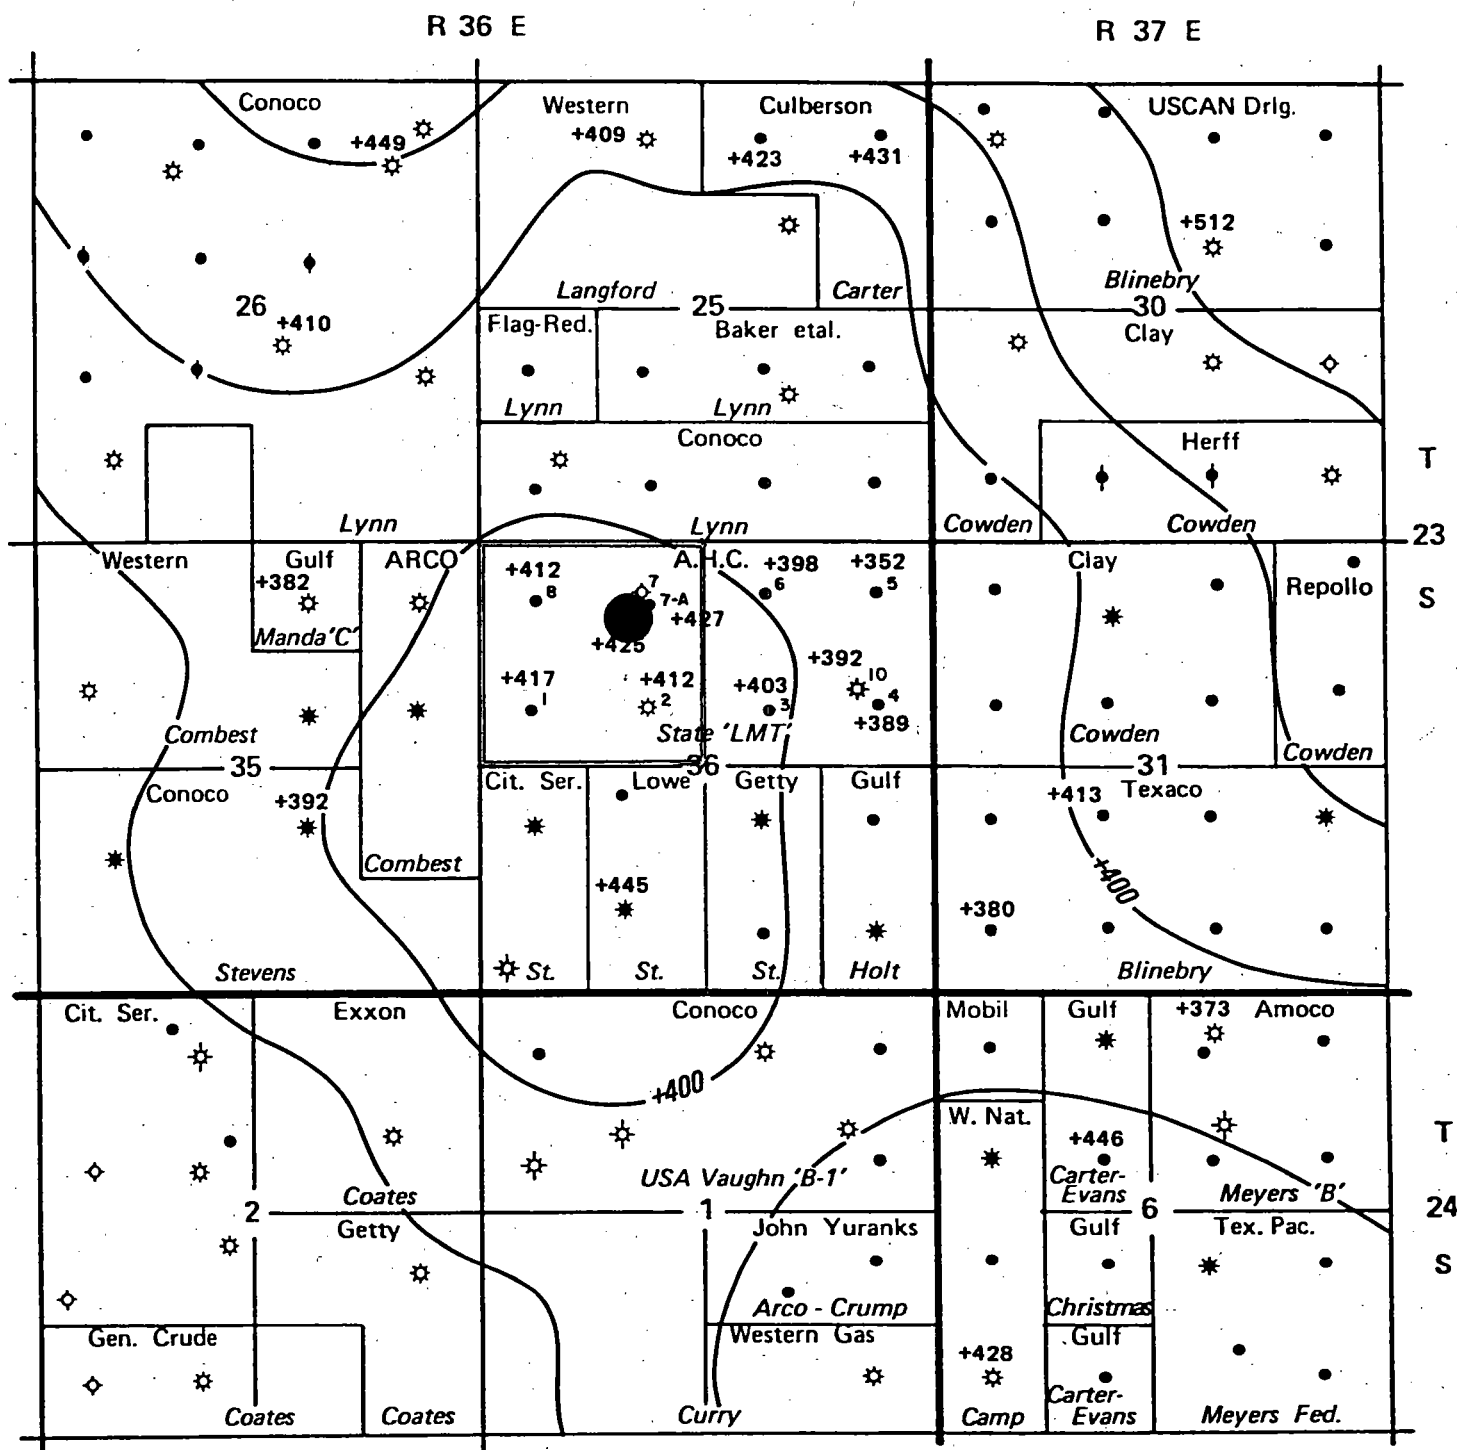 R 36 E R 37 E
Conoco Western Culberson USCAN Drlg.
+449 +409 +423 +431
+512
Langford 25 Carter Blinebry
26 30
+410 Flag-Red. Baker etal. Clay
Lynn Lynn
Conoco Herff
T
Lynn Lynn Cowden Cowden
23
Western Gulf ARCO A.H.C. Clay
+382 +412 +398 +352 Repollo
8 7 6 5
S
7-A
Manda'C' +427
+425
+392
+417 +412 +403 10
1 2 3 4
+389
Combest State 'LMT' Cowden Cowden
35 36 31
Conoco Cit. Ser. Lowe Getty Gulf Texaco
+392 +413
Combest
+400
+445 +380
Stevens St. St. St. Holt Blinebry
Cit. Ser. Exxon Conoco Mobil Gulf +373 Amoco
+400
W. Nat.
T
+446
USA Vaughn 'B-1' Carter-
Coates Evans Meyers 'B'
2 1 6 24
Getty John Yuranks Gulf Tex. Pac.
S
Arco - Crump Christmas
Gen. Crude Western Gas Gulf
+428
Carter-
Coates Coates Curry Camp Evans Meyers Fed.